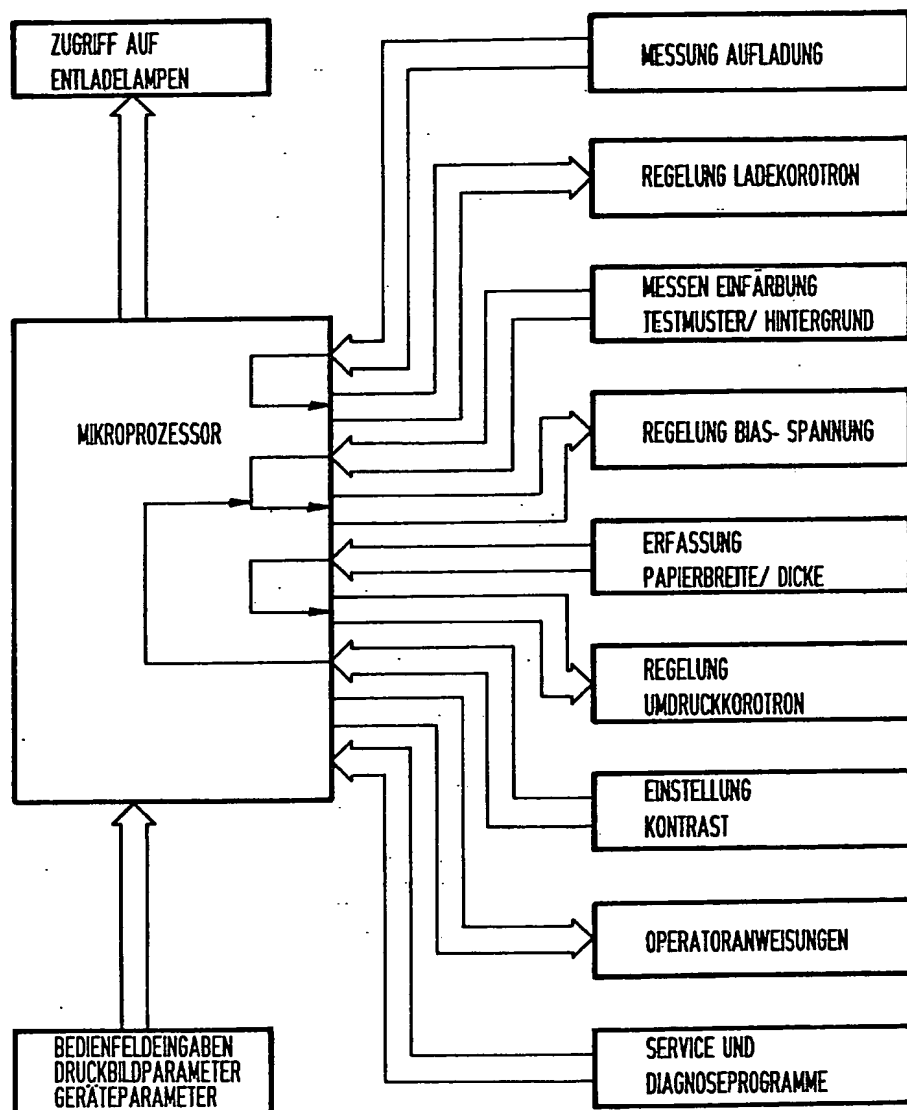 ZUGRIFF AUF
ENTLADELAMPEN
MESSUNG AUFLADUNG
REGELUNG LADEKOROTRON
MESSEN EINFÄRBUNG
TESTMUSTER/ HINTERGRUND
MIKROPROZESSOR
REGELUNG BIAS- SPANNUNG
ERFASSUNG
PAPIERBREITE/ DICKE
REGELUNG
UMDRUCKKOROTRON
EINSTELLUNG
KONTRAST
OPERATORANWEISUNGEN
BEDIENFELDEINGABEN
DRUCKBILDPARAMETER
GERÄTEPARAMETER
SERVICE UND
DIAGNOSEPROGRAMME